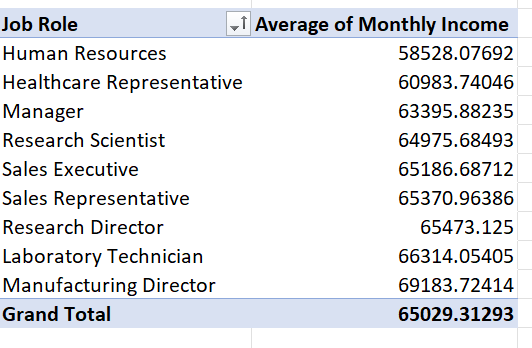 Job Role Average of Monthly Income
Human Resources 58528.07692
Healthcare Representative 60983.74046
Manager 63395.88235
Research Scientist 64975.68493
Sales Executive 65186.68712
Sales Representative 65370.96386
Research Director 65473.125
Laboratory Technician 66314.05405
Manufacturing Director 69183.72414
Grand Total 65029.31293